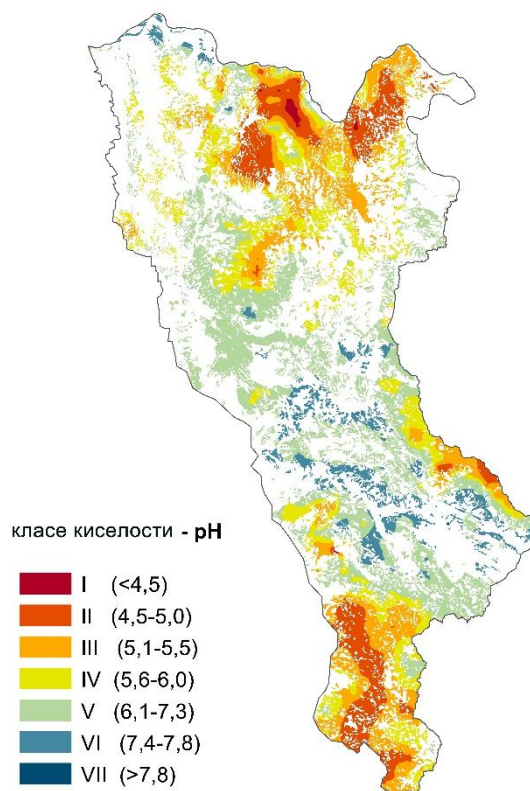 класе киселости - pH
I (<4,5)
II (4,5-5,0)
III (5,1-5,5)
IV (5,6-6,0)
V (6,1-7,3)
VI (7,4-7,8)
VII (>7,8)